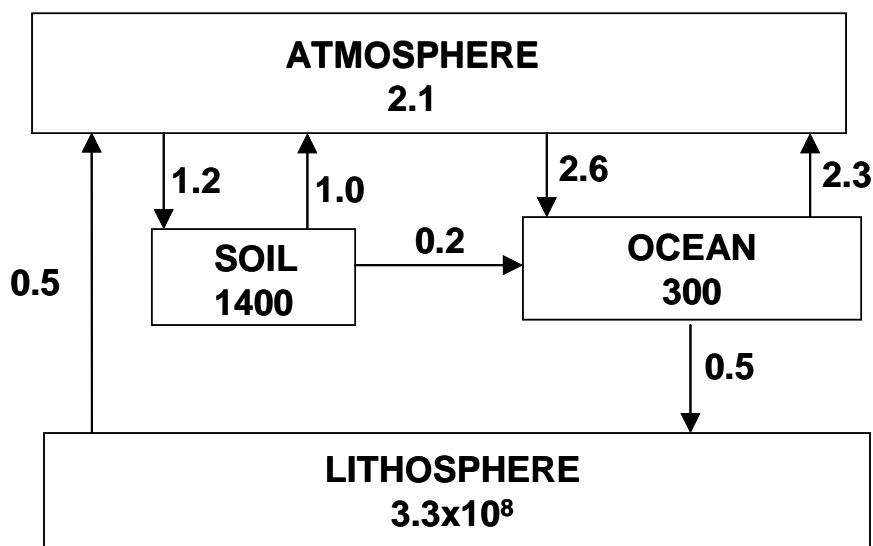 ATMOSPHERE
2.1
1.2
1.0
2.6
2.3
0.5
SOIL
1400
0.2
OCEAN
300
0.5
LITHOSPHERE
3.3x10⁸